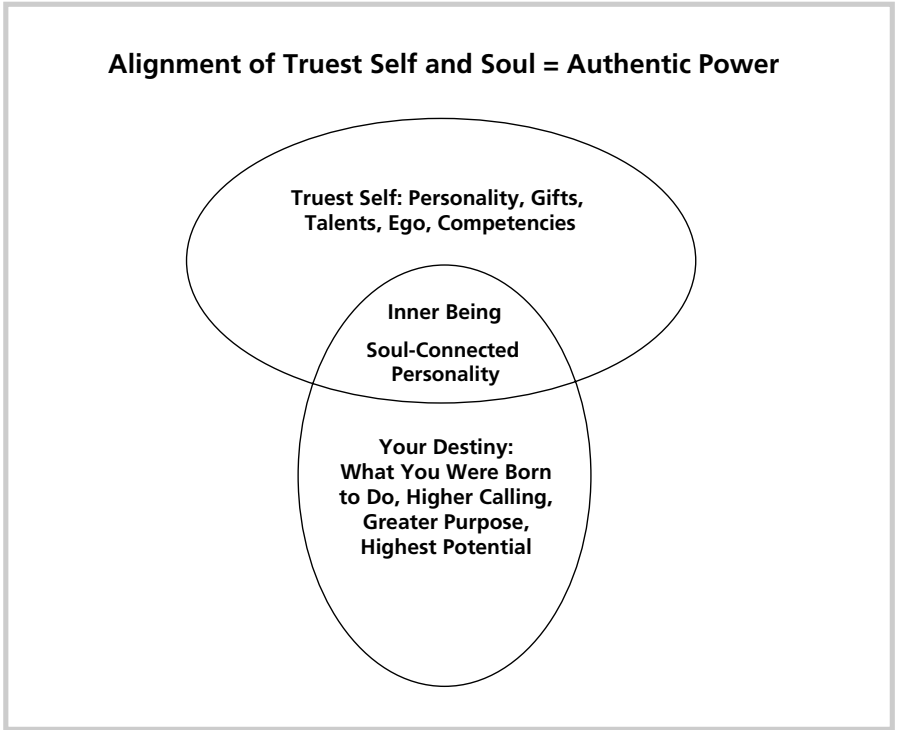 Alignment of Truest Self and Soul = Authentic Power
Truest Self: Personality, Gifts,
Talents, Ego, Competencies
Inner Being
Soul-Connected
Personality
Your Destiny:
What You Were Born
to Do, Higher Calling,
Greater Purpose,
Highest Potential